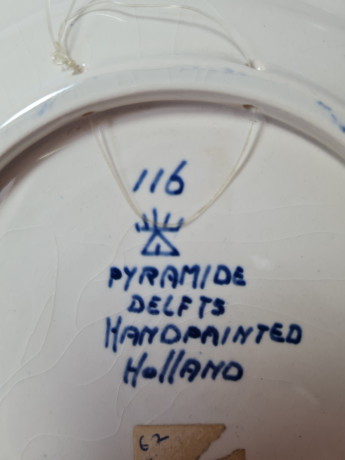 116
PYRAMIDE
DELFTS
HANDPAINTED
HollAND
62